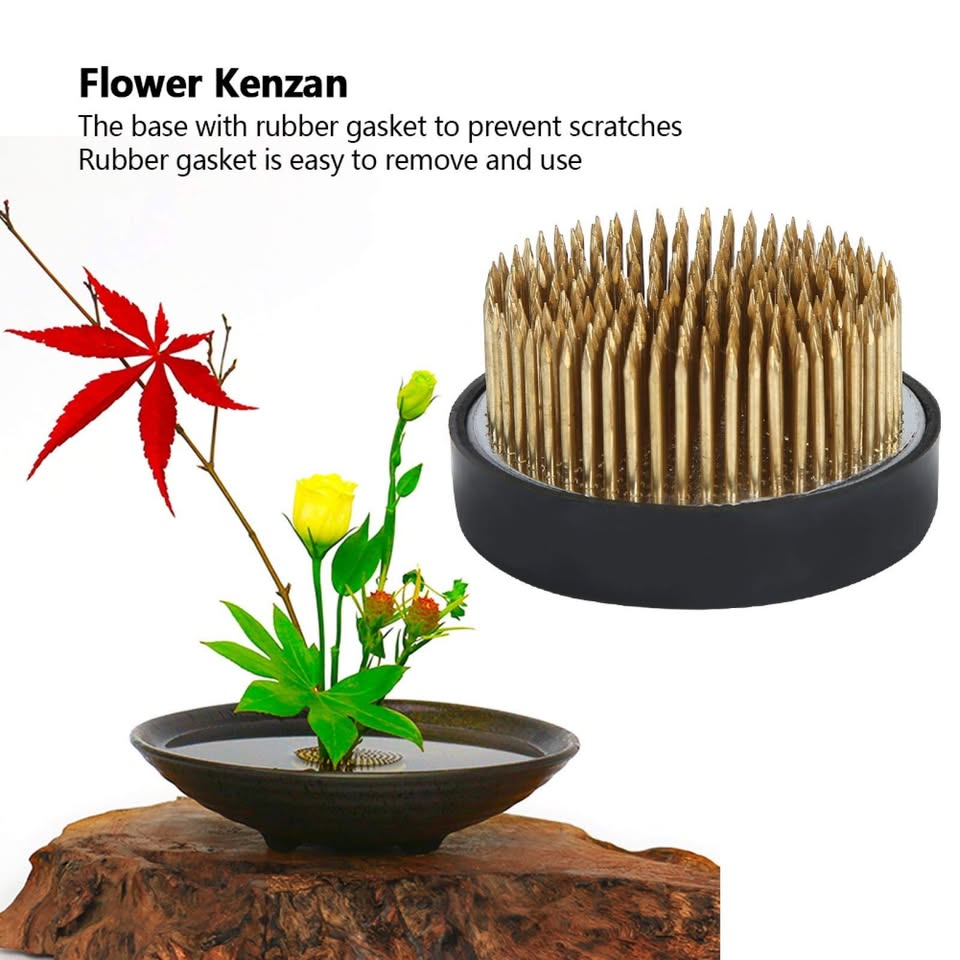 Flower Kenzan
The base with rubber gasket to prevent scratches
Rubber gasket is easy to remove and use